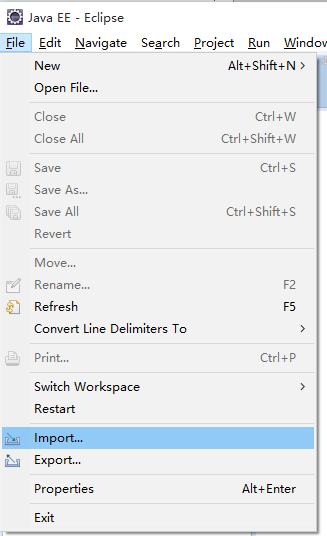 Java EE - Eclipse
File Edit Navigate Search Project Run Window
New Alt+Shift+N
Open File...
Close Ctrl+W
Close All Ctrl+Shift+W
Save Ctrl+S
Save As...
Save All Ctrl+Shift+S
Revert
Move...
Rename... F2
Refresh F5
Convert Line Delimiters To
Print... Ctrl+P
Switch Workspace
Restart
Import...
Export...
Properties Alt+Enter
Exit